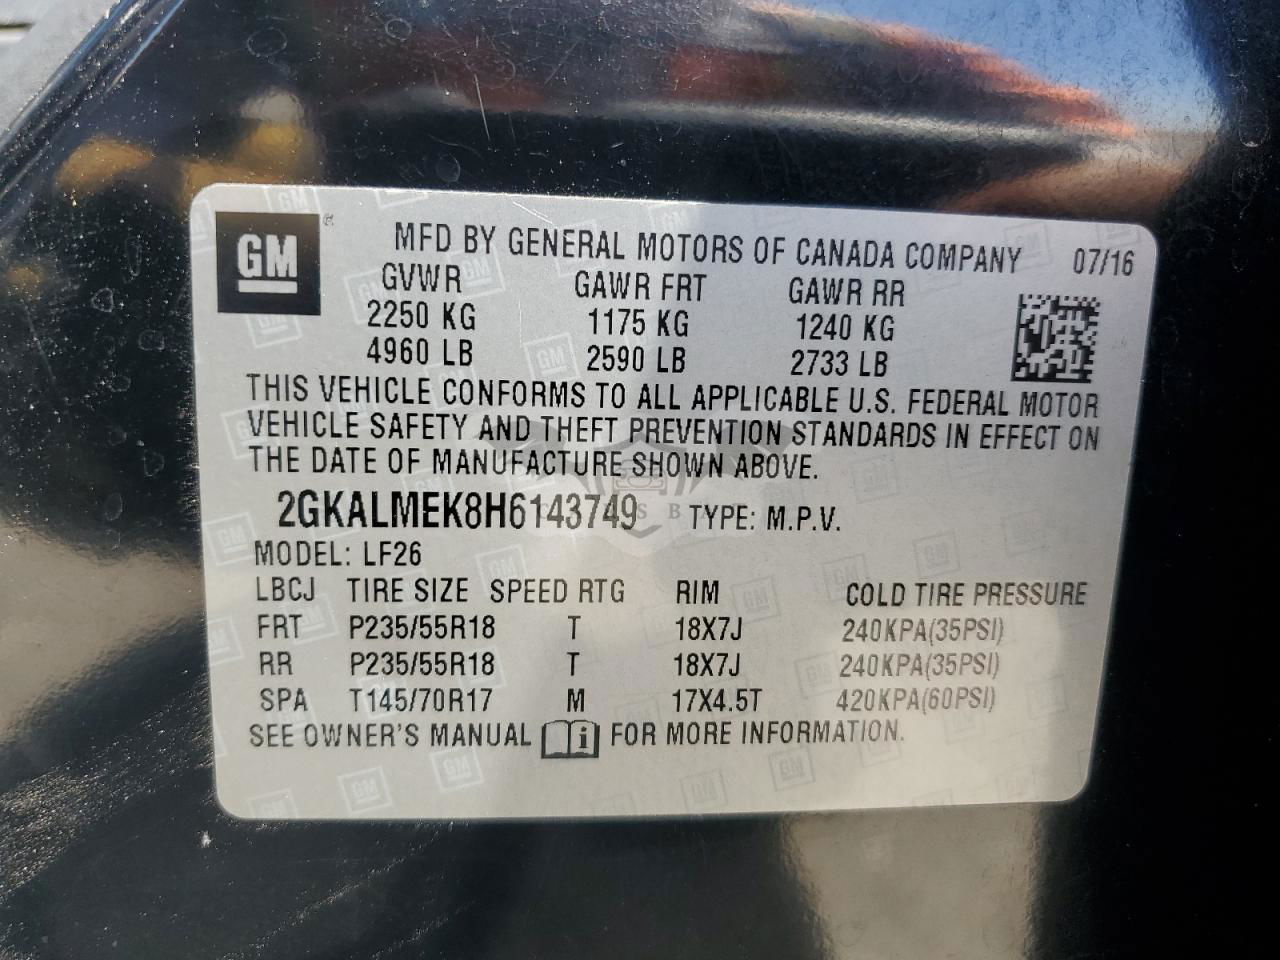 GM ®
MFD BY GENERAL MOTORS OF CANADA COMPANY 07/16
GVWR GAWR FRT GAWR RR
2250 KG 1175 KG 1240 KG
4960 LB 2590 LB 2733 LB
THIS VEHICLE CONFORMS TO ALL APPLICABLE U.S. FEDERAL MOTOR
VEHICLE SAFETY AND THEFT PREVENTION STANDARDS IN EFFECT ON
THE DATE OF MANUFACTURE SHOWN ABOVE.
2GKALMEK8H6143749 TYPE: M.P.V.
MODEL: LF26
LBCJ TIRE SIZE SPEED RTG RIM COLD TIRE PRESSURE
FRT P235/55R18 T 18X7J 240KPA(35PSI)
RR P235/55R18 T 18X7J 240KPA(35PSI)
SPA T145/70R17 M 17X4.5T 420KPA(60PSI)
SEE OWNER'S MANUAL i FOR MORE INFORMATION.